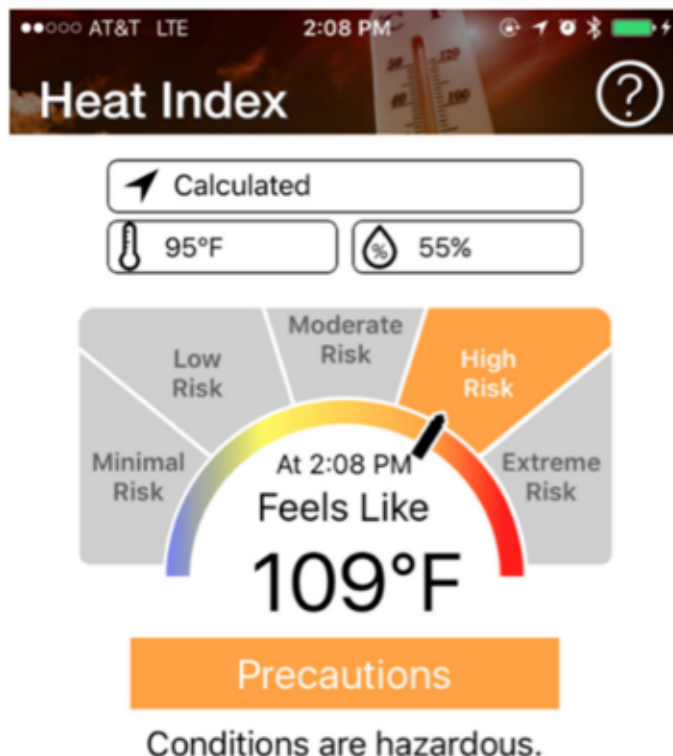 AT&T LTE 2:08 PM
Heat Index ?
Calculated
95°F % 55%
Moderate
Risk
Low
Risk
High
Risk
Minimal
Risk
Extreme
Risk
At 2:08 PM
Feels Like
109°F
Precautions
Conditions are hazardous.